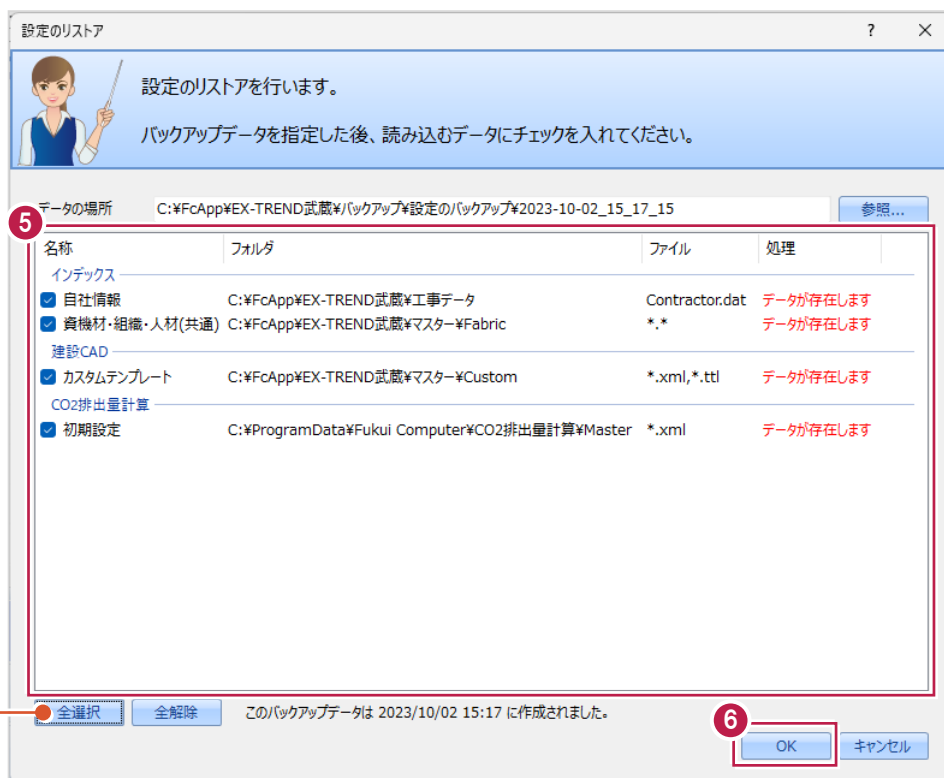 設定のリストア ? ×
設定のリストアを行います。
バックアップデータを指定した後、読み込むデータにチェックを入れてください。
データの場所 C:¥FcApp¥EX-TREND武蔵¥バックアップ¥設定のバックアップ¥2023-10-02_15_17_15 参照...
5
名称 フォルダ ファイル 処理
インデックス
自社情報 C:¥FcApp¥EX-TREND武蔵¥工事データ Contractor.dat データが存在します
資機材・組織・人材(共通) C:¥FcApp¥EX-TREND武蔵¥マスター¥Fabric *.* データが存在します
建設CAD
カスタムテンプレート C:¥FcApp¥EX-TREND武蔵¥マスター¥Custom *.xml,*.ttl データが存在します
CO2排出量計算
初期設定 C:¥ProgramData¥Fukui Computer¥CO2排出量計算¥Master *.xml データが存在します
全選択 全解除 このバックアップデータは 2023/10/02 15:17 に作成されました。
6
OK キャンセル